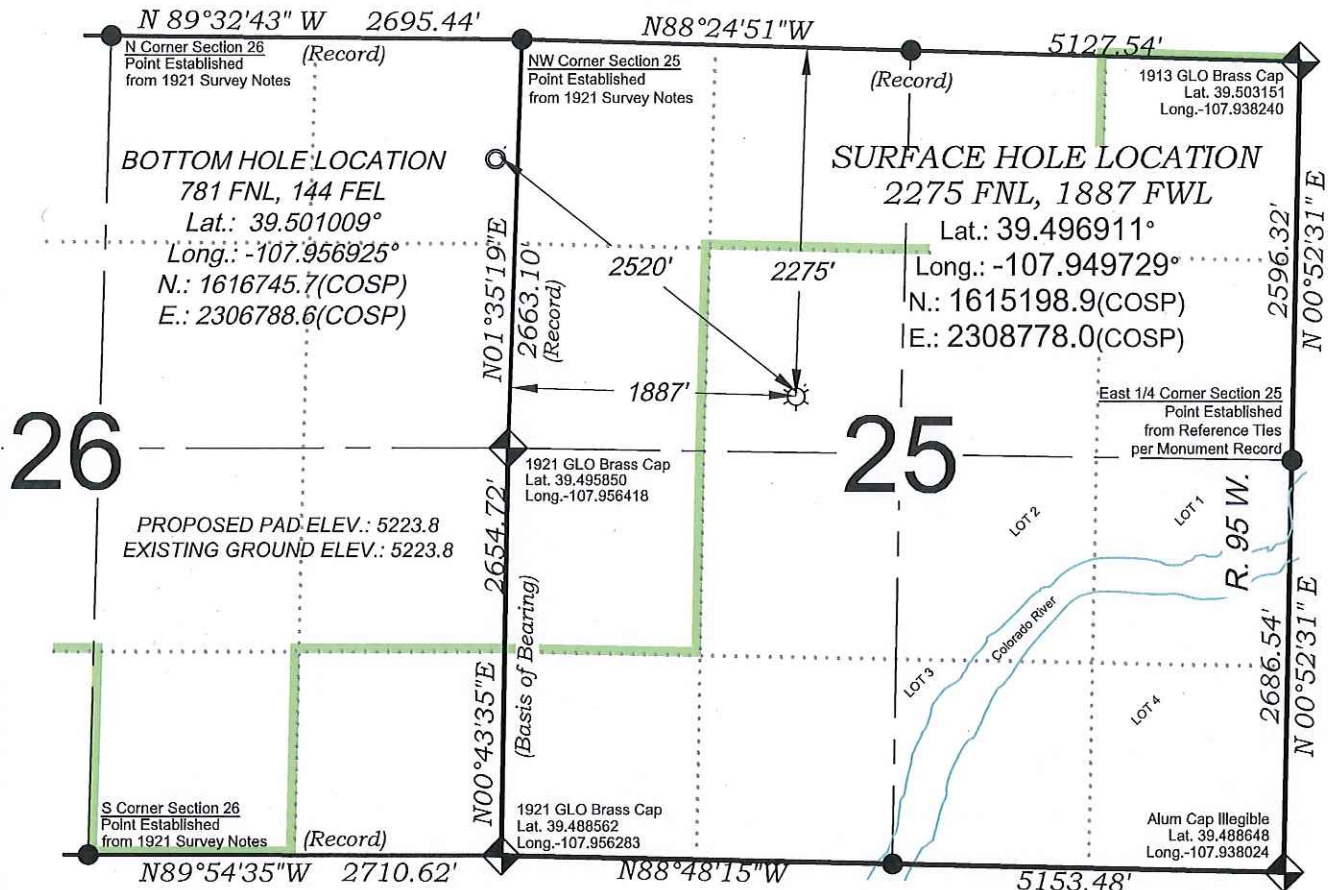 N 89°32'43" W 2695.44'
N88°24'51"W
5127.54'
N Corner Section 26
Point Established
from 1921 Survey Notes
(Record)
NW Corner Section 25
Point Established
from 1921 Survey Notes
(Record)
1913 GLO Brass Cap
Lat. 39.503151
Long.-107.938240
BOTTOM HOLE LOCATION
781 FNL, 144 FEL
Lat.: 39.501009°
Long.: -107.956925°
N.: 1616745.7(COSP)
E.: 2306788.6(COSP)
SURFACE HOLE LOCATION
2275 FNL, 1887 FWL
Lat.: 39.496911°
Long.: -107.949729°
N.: 1615198.9(COSP)
E.: 2308778.0(COSP)
N01°35'19"E
2663.10'
(Record)
2520'
2275'
1887'
2596.32'
N 00°52'31" E
East 1/4 Corner Section 25
Point Established
from Reference Ties
per Monument Record
26
25
1921 GLO Brass Cap
Lat. 39.495850
Long.-107.956418
PROPOSED PAD ELEV.: 5223.8
EXISTING GROUND ELEV.: 5223.8
2654.72'
N00°43'35"E
(Basis of Bearing)
LOT 2
LOT 1
R. 95 W.
Colorado River
LOT 3
LOT 4
2686.54'
N 00°52'31" E
S Corner Section 26
Point Established
from 1921 Survey Notes
(Record)
1921 GLO Brass Cap
Lat. 39.488562
Long.-107.956283
Alum Cap Illegible
Lat. 39.488648
Long.-107.938024
N89°54'35"W 2710.62'
N88°48'15"W
5153.48'